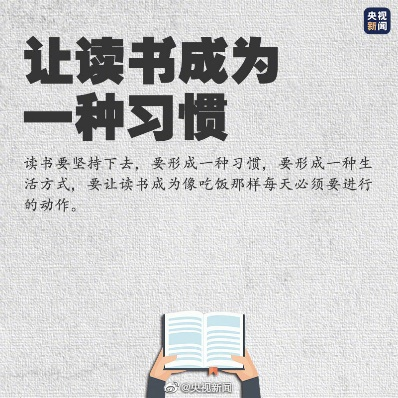 央视
新闻
让读书成为
一种习惯
读书要坚持下去，要形成一种习惯，要形成一种生
活方式，要让读书成为像吃饭那样每天必须要进行
的动作。
@央视新闻